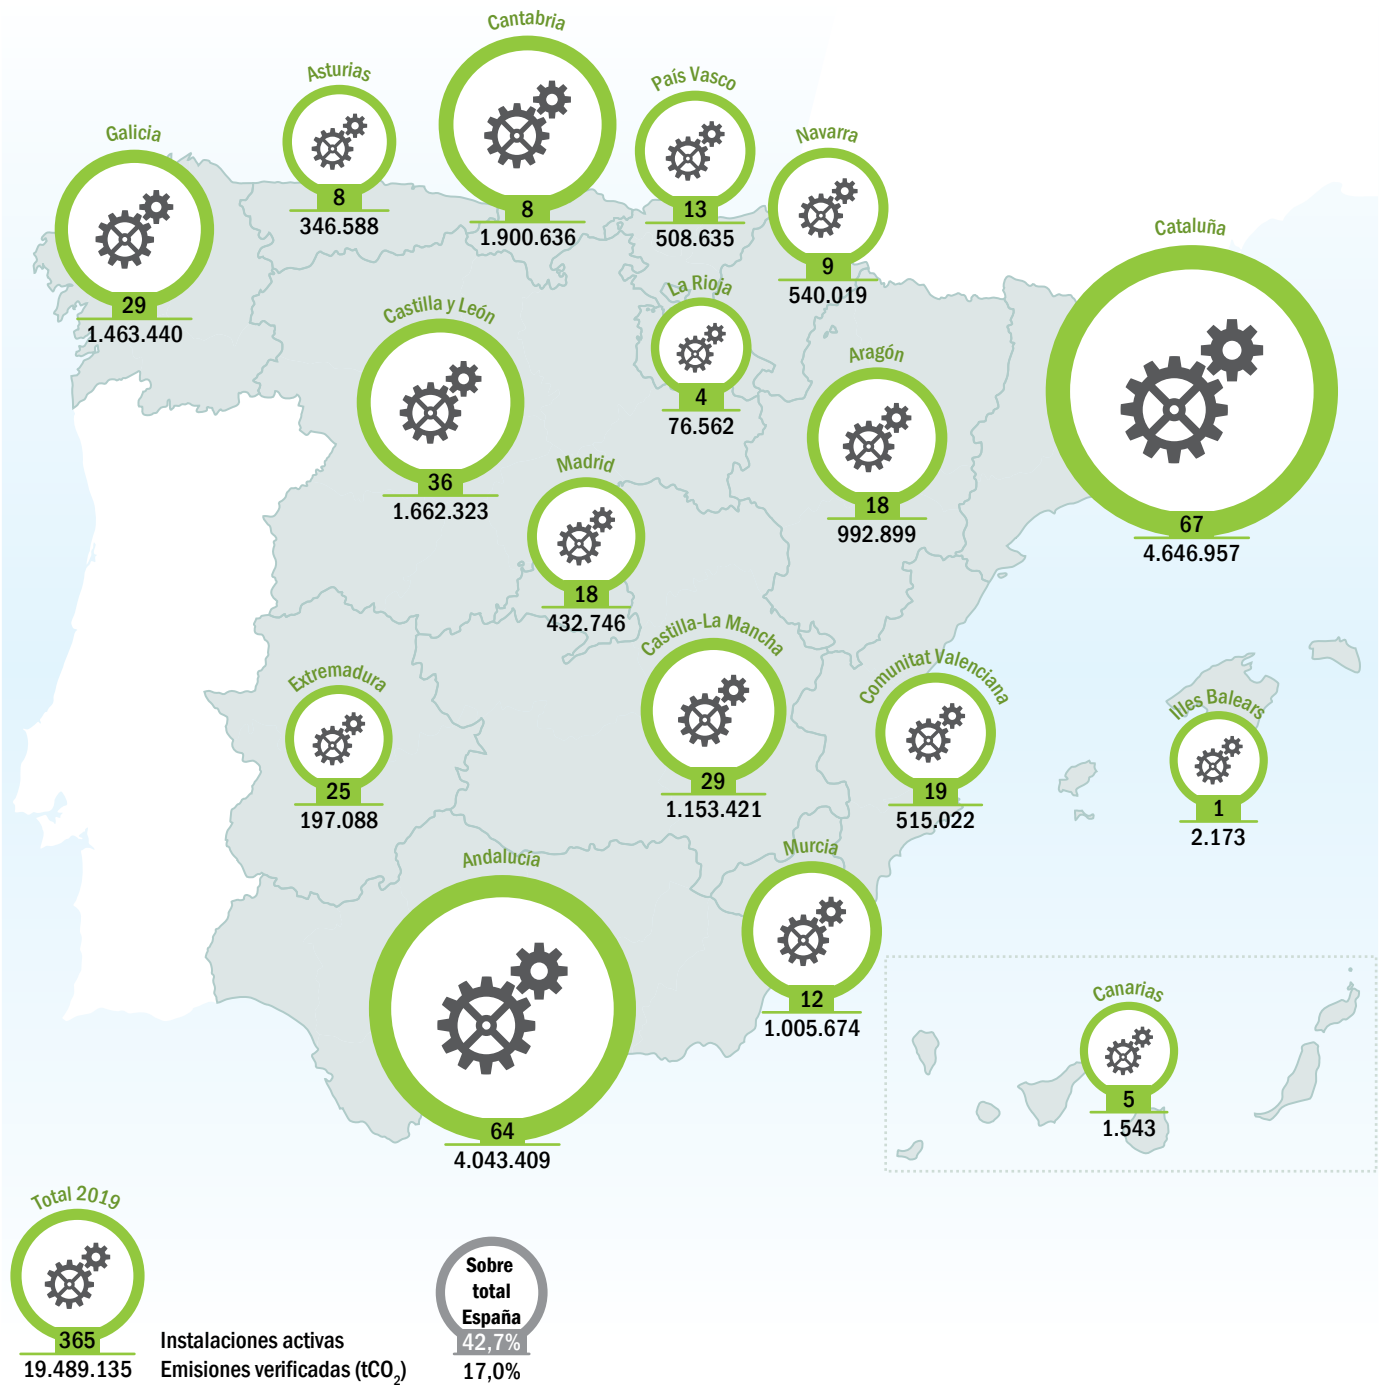 Cantabria
8
1.900.636
Asturias
8
346.588
País Vasco
13
508.635
Galicia
29
1.463.440
Navarra
9
540.019
Cataluña
67
4.646.957
La Rioja
4
76.562
Castilla y León
36
1.662.323
Aragón
18
992.899
Madrid
18
432.746
Castilla-La Mancha
29
1.153.421
Comunitat Valenciana
19
515.022
Extremadura
25
197.088
Illes Balears
1
2.173
Andalucía
64
4.043.409
Murcia
12
1.005.674
Canarias
5
1.543
Total 2019
365
19.489.135
Instalaciones activas
Emisiones verificadas (tCO₂)
Sobre
total
España
42,7%
17,0%